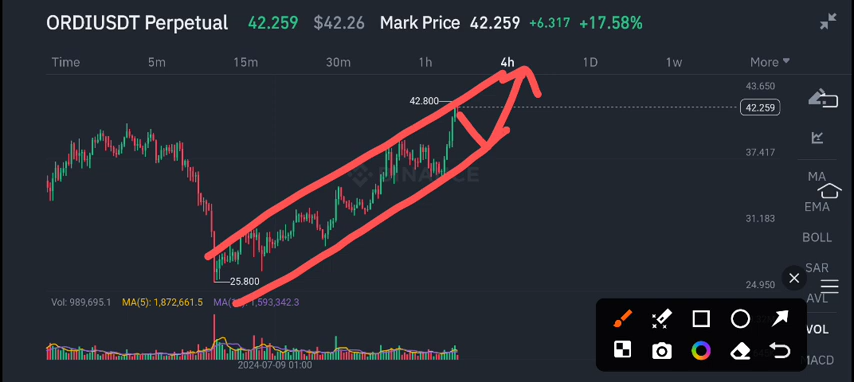 ORDIUSDT Perpetual 42.259 $42.26 Mark Price 42.259 +6.317 +17.58%
Time 5m 15m 30m 1h 4h 1D 1w More
43.650
42.800
42.259
37.417
BINANCE
MA
EMA
31.183
BOLL
SAR
25.800
24.950
AVL
Vol: 989,695.1 MA(5): 1,872,661.5 1,593,342.3
VOL
MACD
2024-07-09 01:00